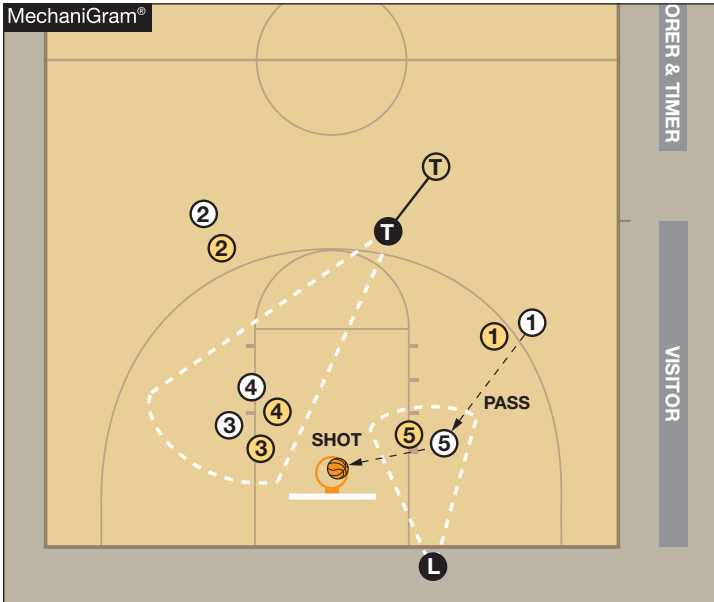 MechaniGram®
ORER & TIMER
T
2
T
2
1
1
VISITOR
4
4
PASS
3
5
5
3
SHOT
L